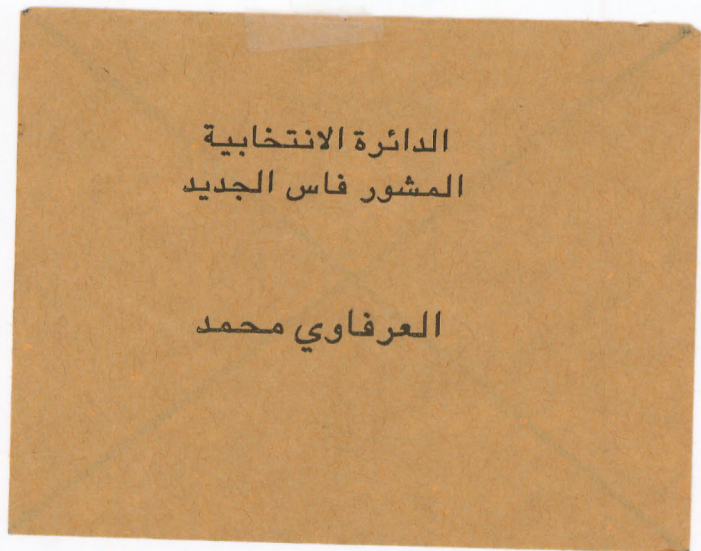 الدائرة الانتخابية
المشور فاس الجديد
العرفاوي محمد